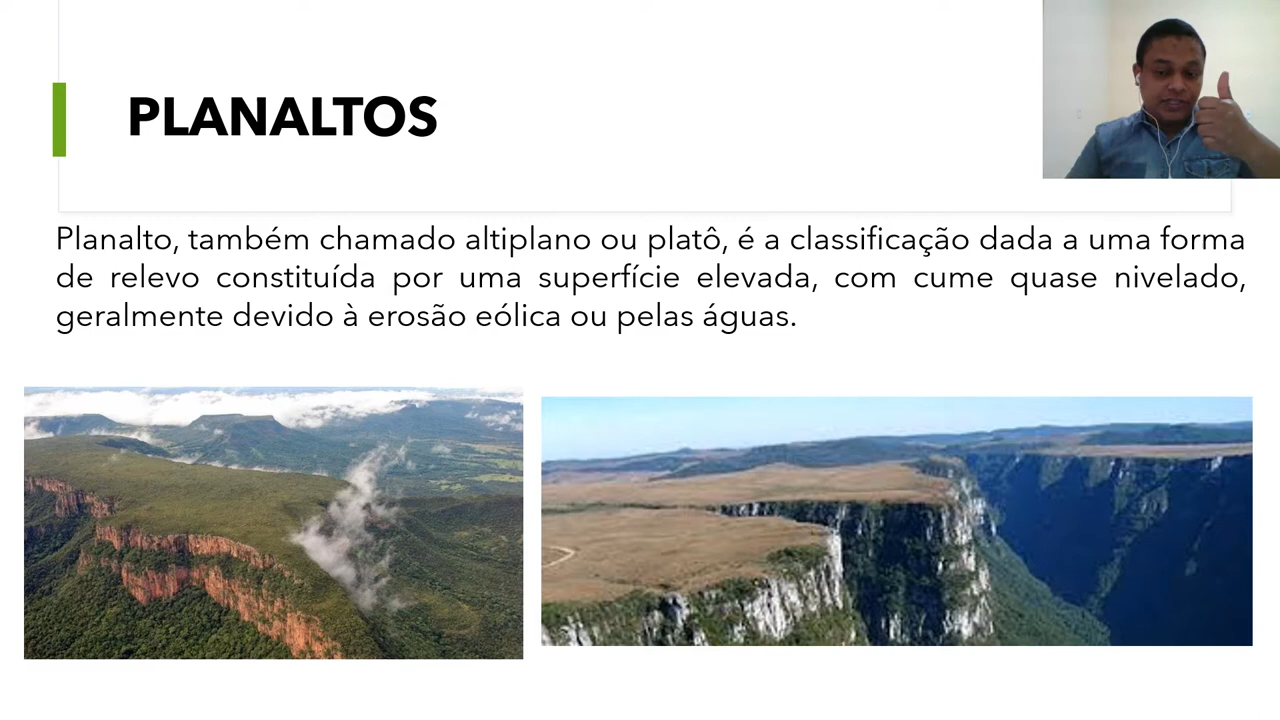 PLANALTOS
Planalto, também chamado altiplano ou platô, é a classificação dada a uma forma
de relevo constituída por uma superfície elevada, com cume quase nivelado,
geralmente devido à erosão eólica ou pelas águas.